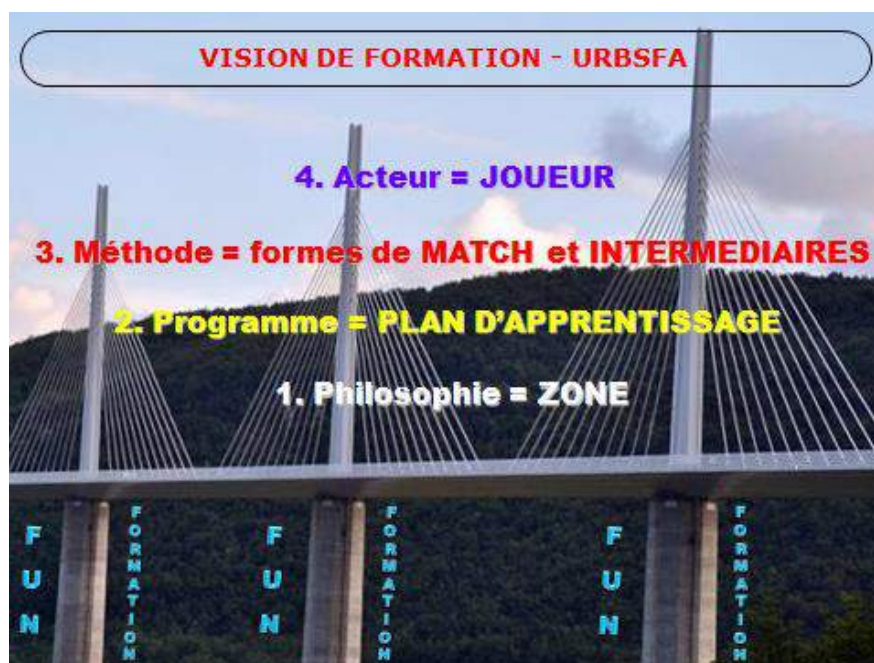 VISION DE FORMATION - URBSFA
4. Acteur = JOUEUR
3. Méthode = formes de MATCH et INTERMEDIAIRES
2. Programme = PLAN D'APPRENTISSAGE
1. Philosophie = ZONE
FUN
FORMATION
FUN
FORMATION
FUN
FORMATION